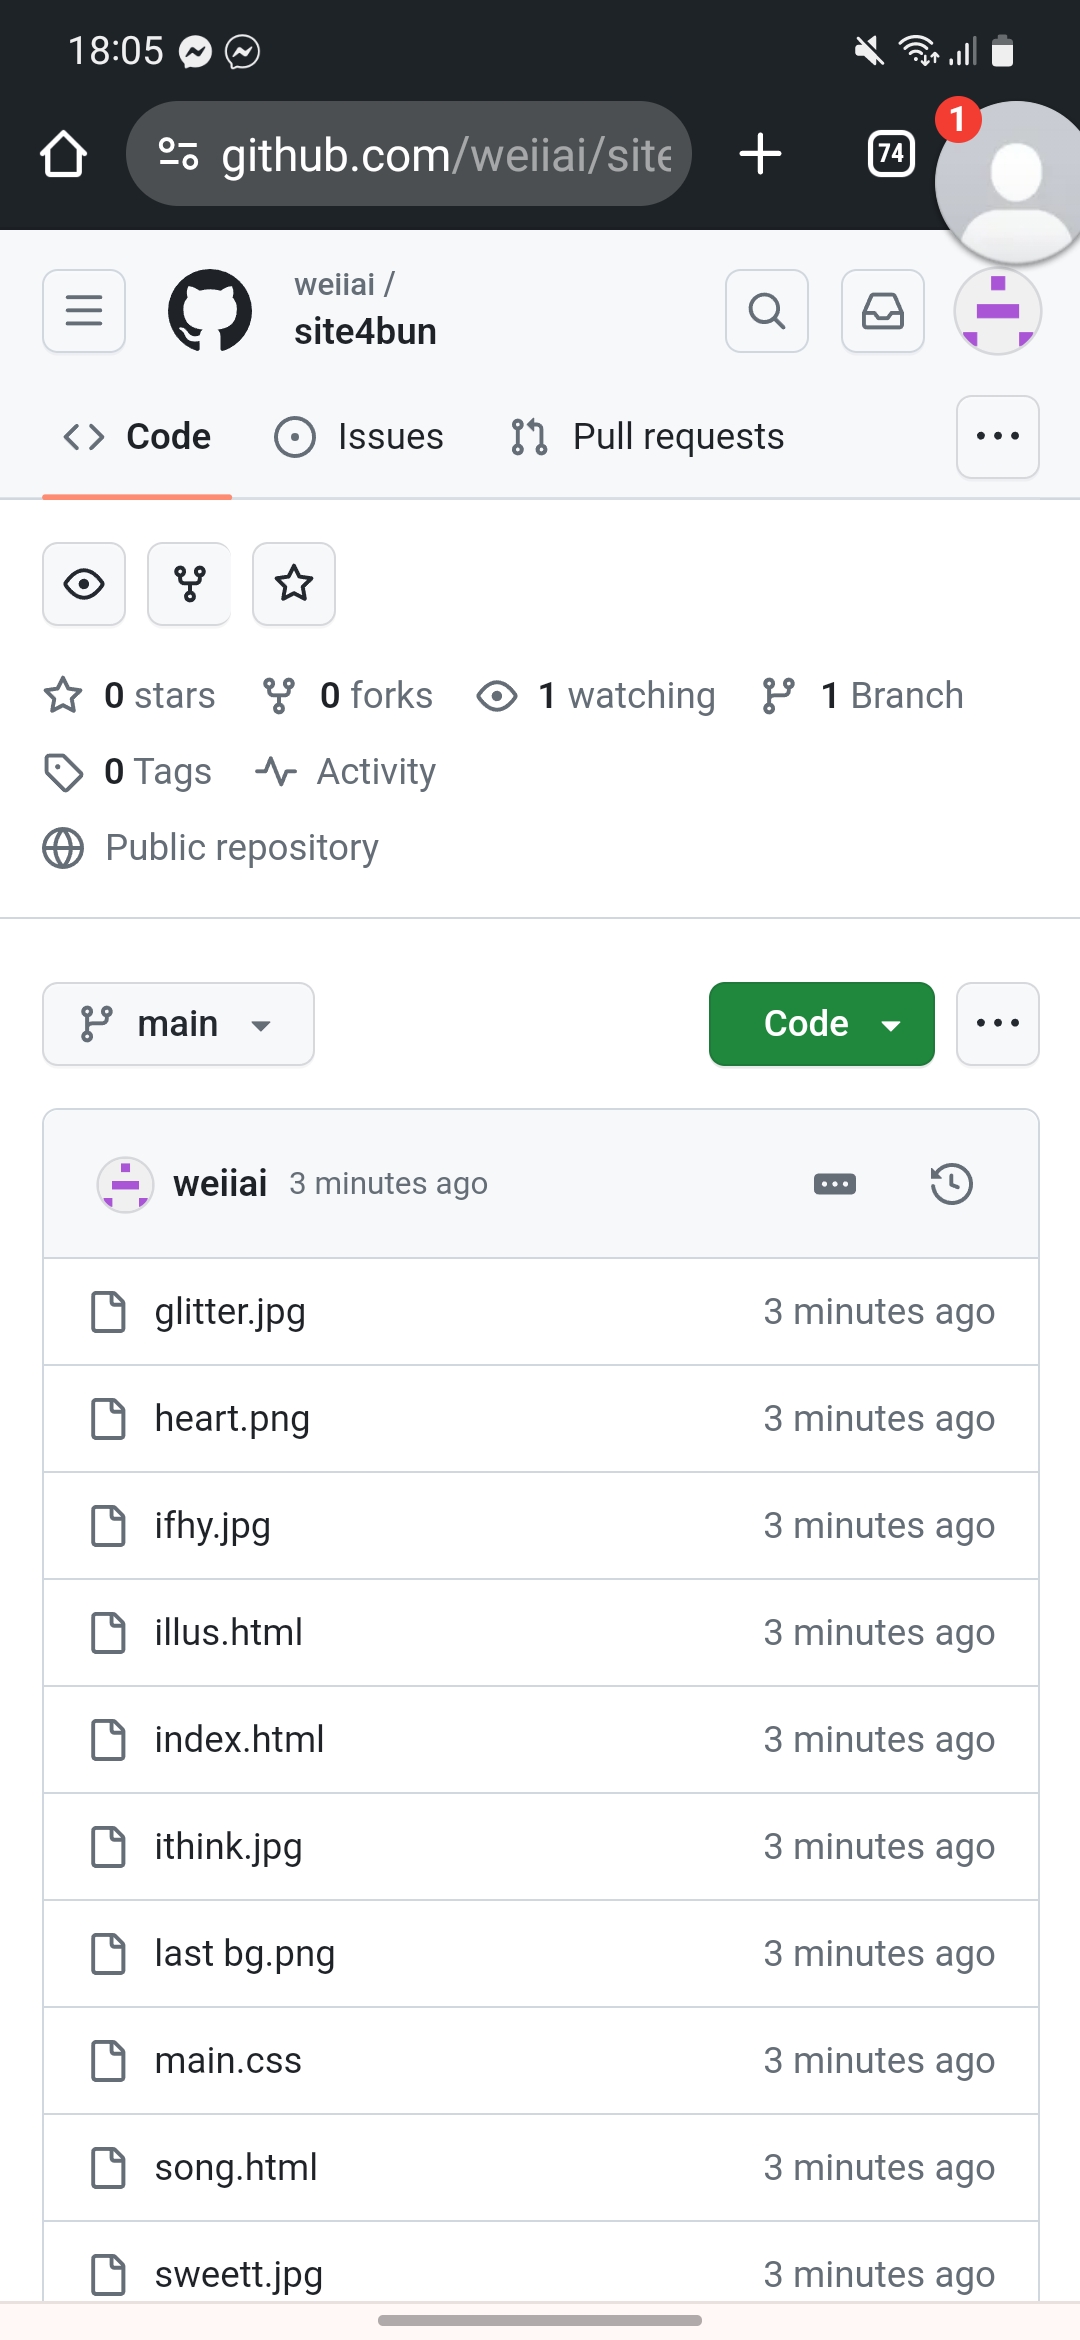 18:05
github.com/weiiai/site
74
1
weiiai /
site4bun
Code
Issues
Pull requests
0 stars
0 forks
1 watching
1 Branch
0 Tags
Activity
Public repository
main
Code
weiiai 3 minutes ago
glitter.jpg 3 minutes ago
heart.png 3 minutes ago
ifhy.jpg 3 minutes ago
illus.html 3 minutes ago
index.html 3 minutes ago
ithink.jpg 3 minutes ago
last bg.png 3 minutes ago
main.css 3 minutes ago
song.html 3 minutes ago
sweett.jpg 3 minutes ago